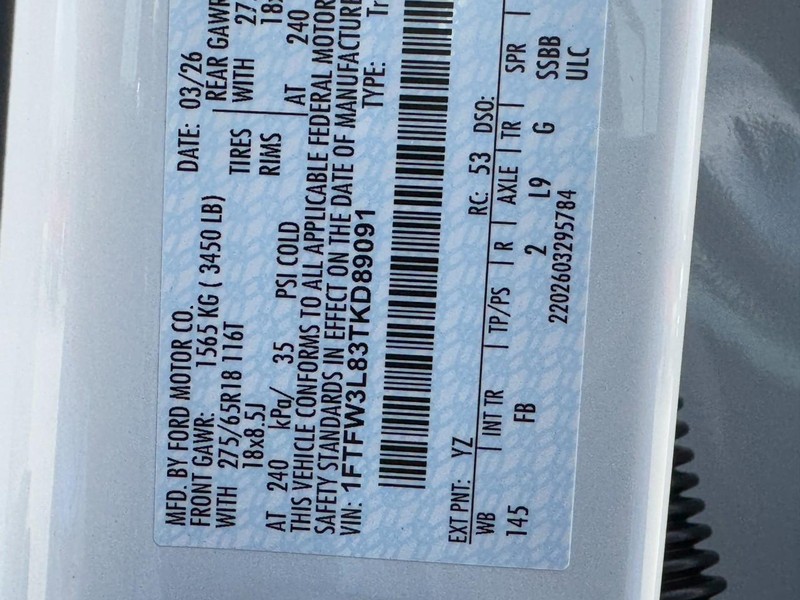 MFD. BY FORD MOTOR CO.
DATE: 03/26
FRONT GAWR: 1565 KG ( 3450 LB)
REAR GAWR
WITH 275/65R18 116T TIRES
WITH 27
18x8.5J RIMS
18x
AT 240 kPa/ 35 PSI COLD
AT 240
THIS VEHICLE CONFORMS TO ALL APPLICABLE FEDERAL MOTOR
SAFETY STANDARDS IN EFFECT ON THE DATE OF MANUFACTURE
VIN: 1FTFW3L83TKD89091 TYPE: Tr
EXT PNT: YZ RC: 53 DSO:
WB | INT TR | TP/PS | R | AXLE | TR | SPR |
145 FB 2 L9 G SSBB
ULC
2202603295784